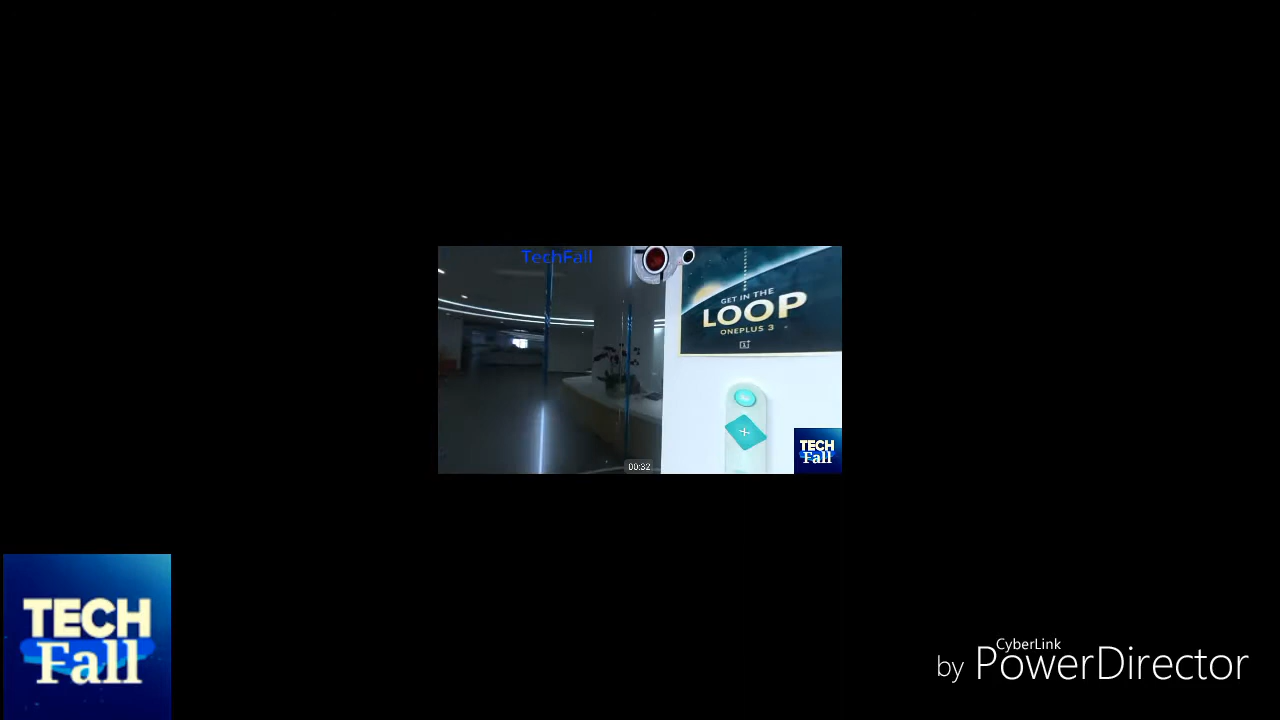 TechFall
GET IN THE
LOOP
ONEPLUS 3
00:32
TECH
Fall
TECH
Fall
CyberLink
by PowerDirector